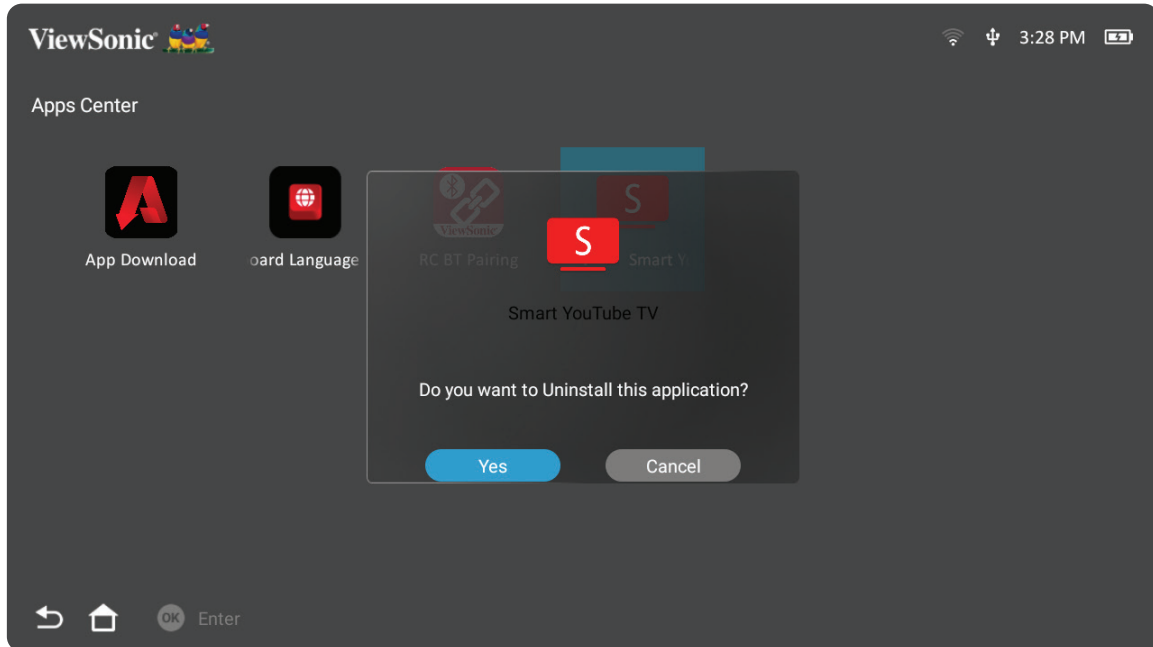 ViewSonic
3:28 PM
Apps Center
App Download
oard Language
ViewSonic
RC BT Pairing
S
Smart Y
S
Smart YouTube TV
Do you want to Uninstall this application?
Yes
Cancel
OK
Enter